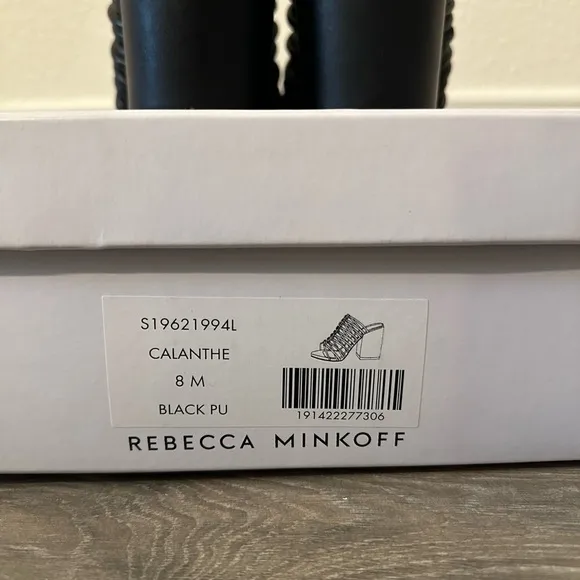 S19621994L
CALANTHE
8 M
BLACK PU
191422277306
REBECCA MINKOFF